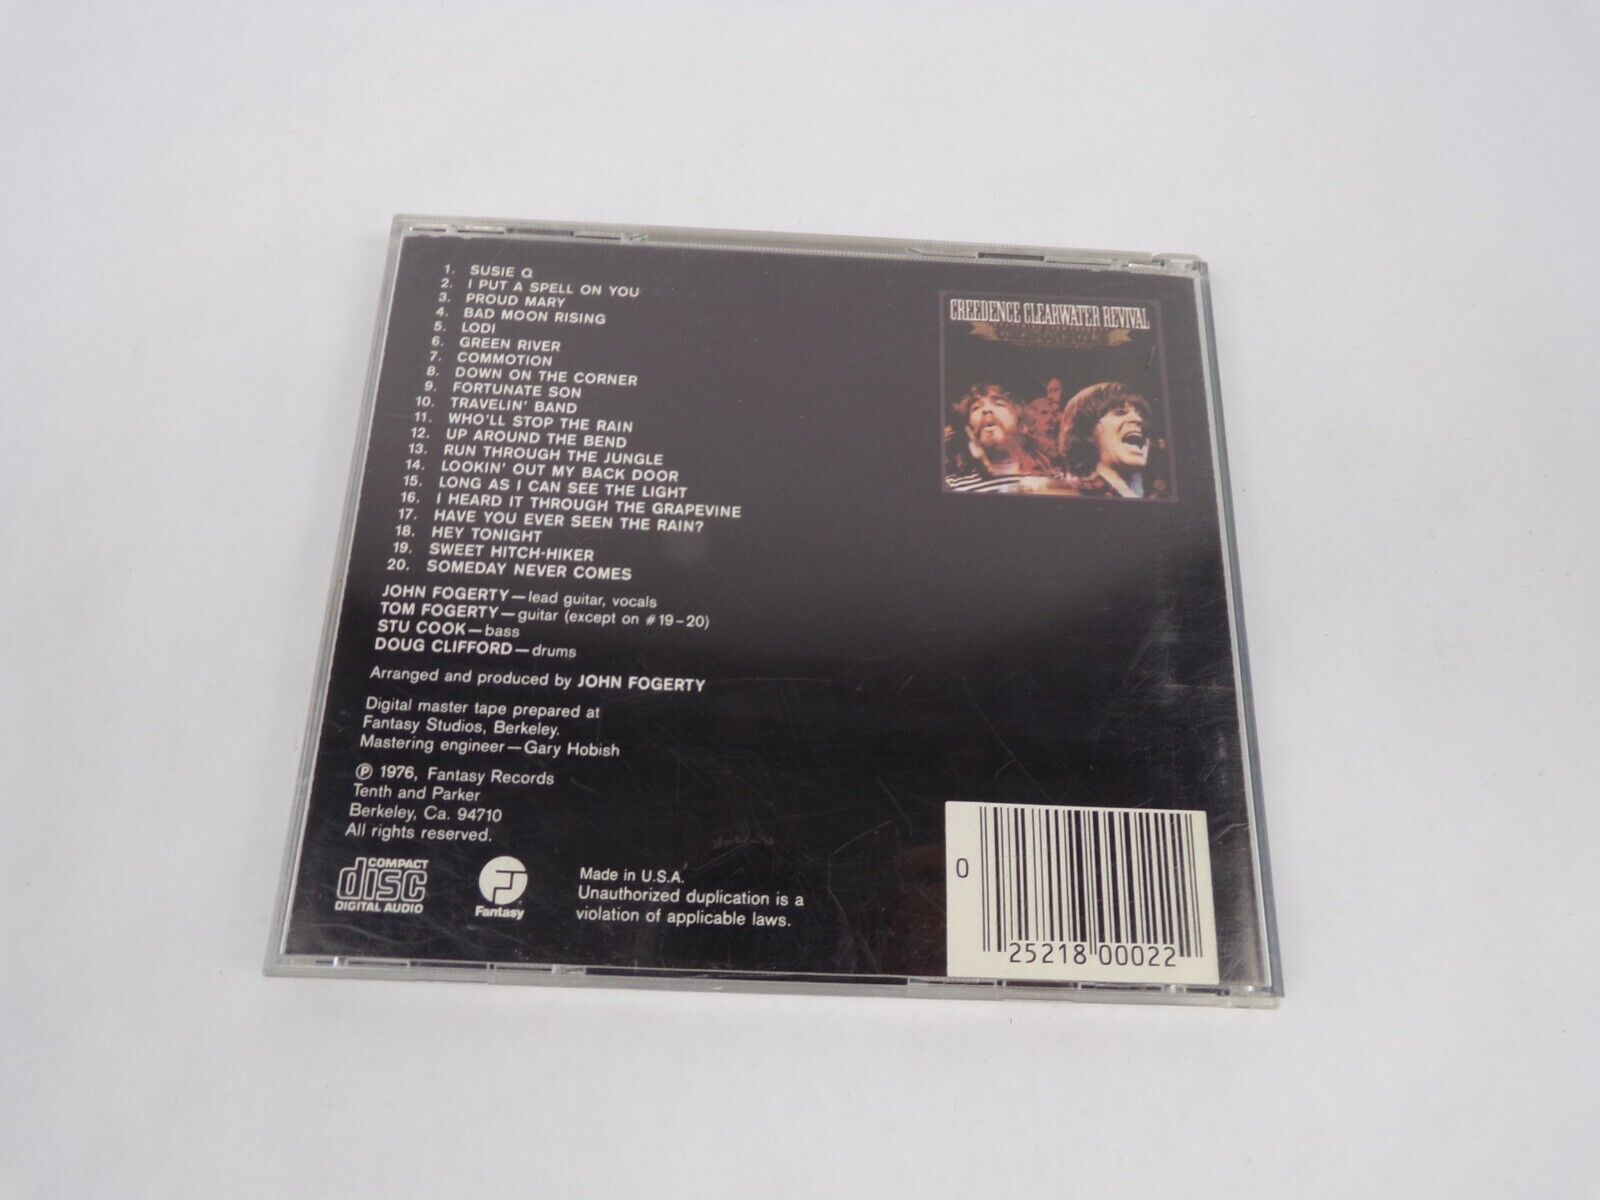 1. SUSIE Q
2. I PUT A SPELL ON YOU
3. PROUD MARY
4. BAD MOON RISING
5. LODI
6. GREEN RIVER
7. COMMOTION
8. DOWN ON THE CORNER
9. FORTUNATE SON
10. TRAVELIN' BAND
11. WHO'LL STOP THE RAIN
12. UP AROUND THE BEND
13. RUN THROUGH THE JUNGLE
14. LOOKIN' OUT MY BACK DOOR
15. LONG AS I CAN SEE THE LIGHT
16. I HEARD IT THROUGH THE GRAPEVINE
17. HAVE YOU EVER SEEN THE RAIN?
18. HEY TONIGHT
19. SWEET HITCH-HIKER
20. SOMEDAY NEVER COMES
JOHN FOGERTY—lead guitar, vocals
TOM FOGERTY—guitar (except on #19–20)
STU COOK—bass
DOUG CLIFFORD—drums
Arranged and produced by JOHN FOGERTY
Digital master tape prepared at
Fantasy Studios, Berkeley.
Mastering engineer—Gary Hobish
Ⓟ 1976, Fantasy Records
Tenth and Parker
Berkeley, Ca. 94710
All rights reserved.
COMPACT
disc
DIGITAL AUDIO
Fantasy
Made in U.S.A.
Unauthorized duplication is a
violation of applicable laws.
CREEDENCE CLEARWATER REVIVAL
0 25218 00022